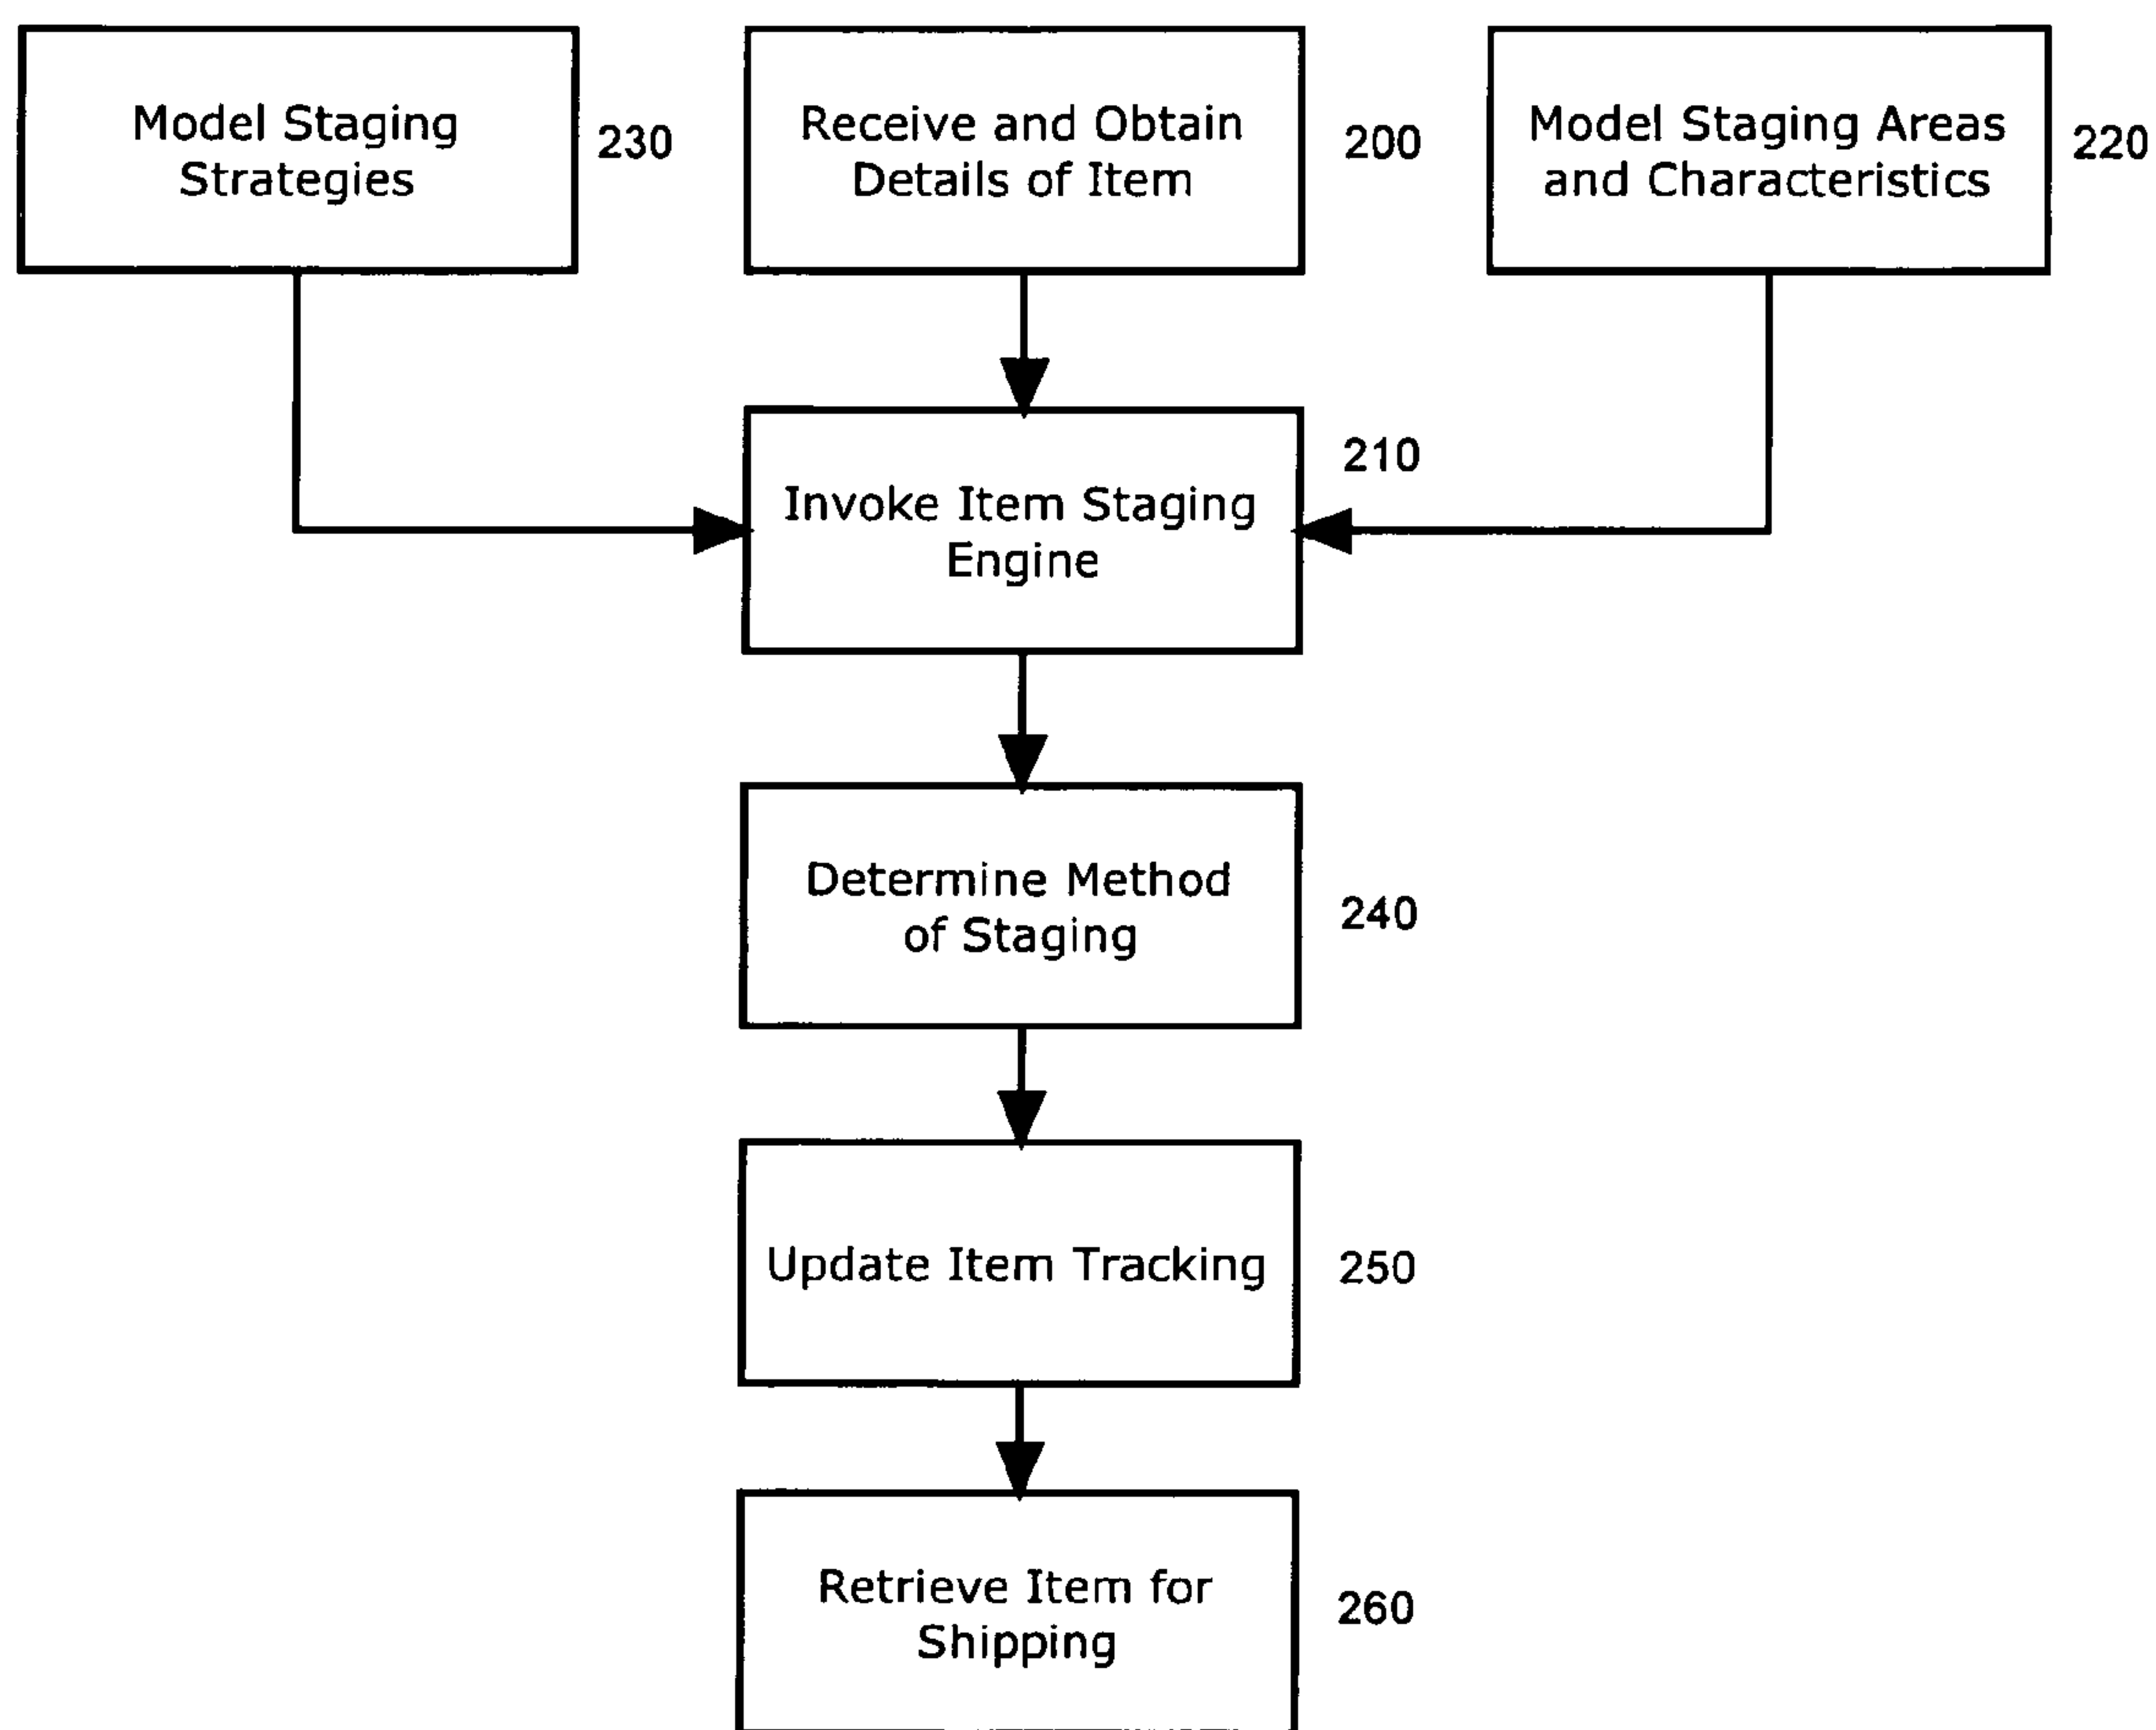 Model Staging
Strategies
230
Receive and Obtain
Details of Item
200
Model Staging Areas
and Characteristics
220
Invoke Item Staging
Engine
210
Determine Method
of Staging
240
Update Item Tracking
250
Retrieve Item for
Shipping
260